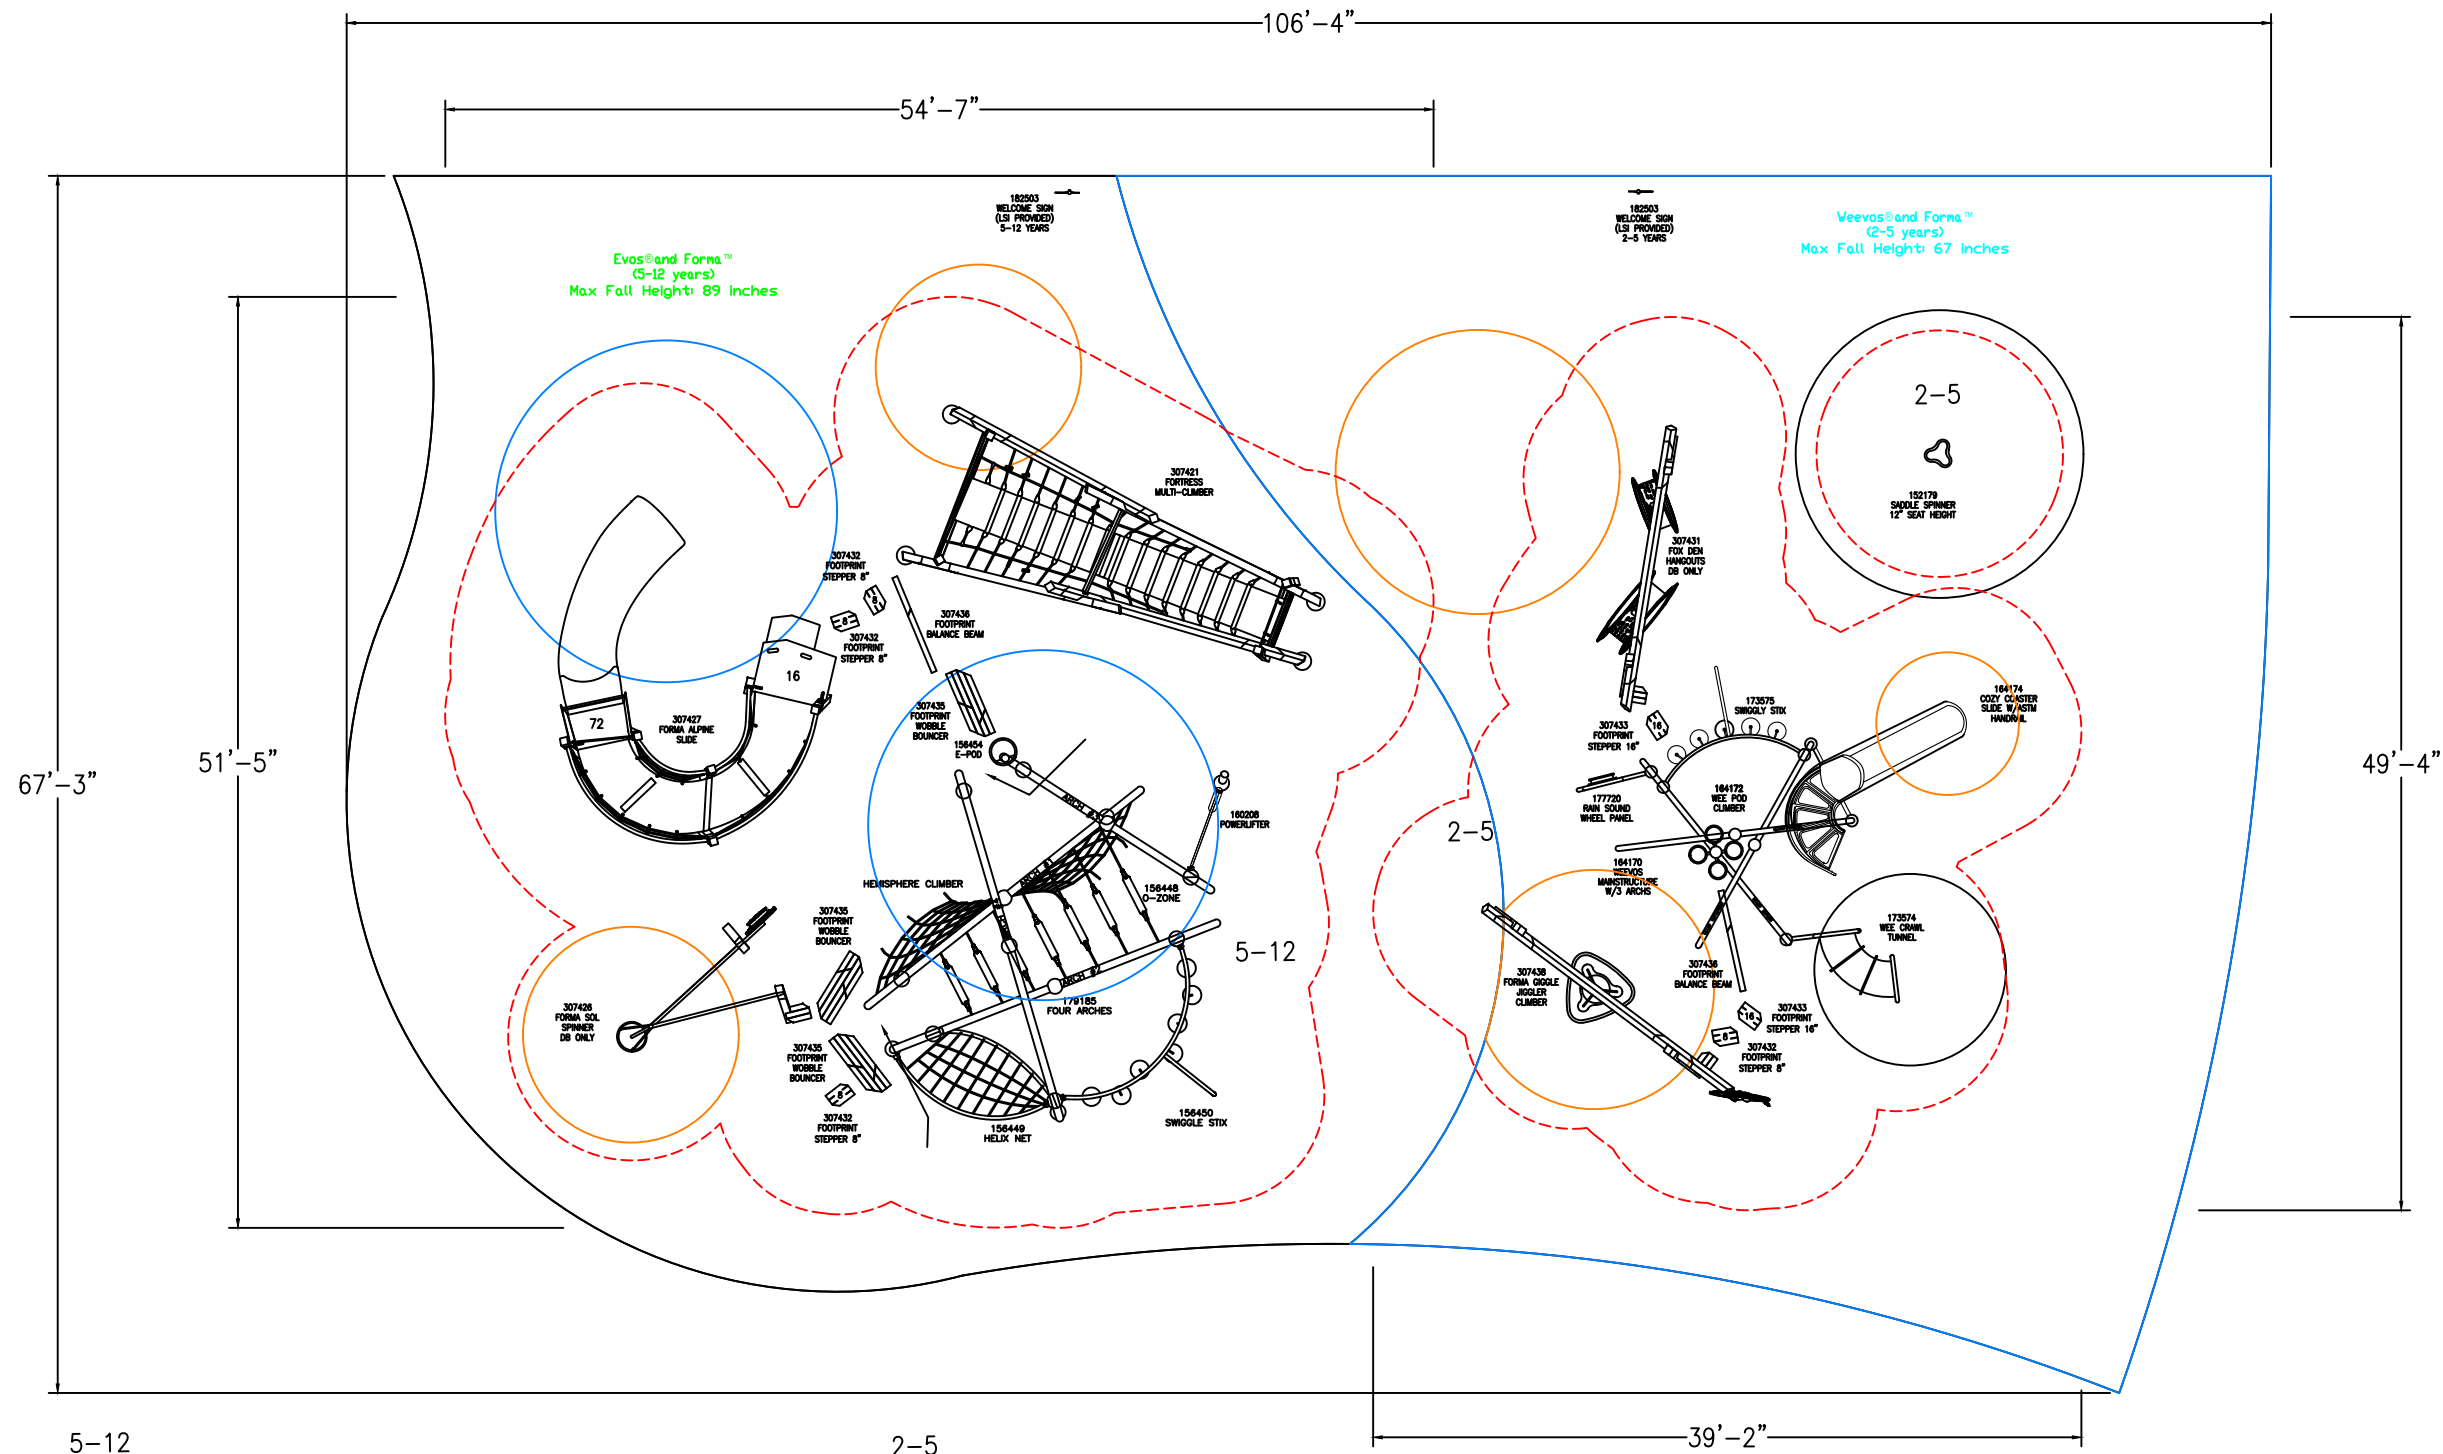 106'-4"
54'-7"
182503
WELCOME SIGN
(LSI PROVIDED)
5-12 YEARS
182503
WELCOME SIGN
(LSI PROVIDED)
2-5 YEARS
Weevos®and Forma™
(2-5 years)
Max Fall Height: 67 inches
Evos®and Forma™
(5-12 years)
Max Fall Height: 89 inches
2-5
152179
SADDLE SPINNER
12" SEAT HEIGHT
307421
FORTRESS
MULTI-CLIMBER
307431
FOX DEN
HANGOUTS
DB ONLY
307432
FOOTPRINT
STEPPER 8"
8
8
307432
FOOTPRINT
STEPPER 8"
307436
FOOTPRINT
BALANCE BEAM
16
72
307427
FORMA ALPINE
SLIDE
307435
FOOTPRINT
WOBBLE
BOUNCER
156454
E-POD
164174
COZY COASTER
SLIDE W/ASTM
HANDRAIL
173575
SWIGGLY STIX
16
307433
FOOTPRINT
STEPPER 16"
67'-3"
51'-5"
49'-4"
177720
RAIN SOUND
WHEEL PANEL
164172
WEE POD
CLIMBER
160208
POWERLIFTER
2-5
164170
WEEVOS
MAINSTRUCTURE
W/3 ARCHS
HEMISPHERE CLIMBER
156448
O-ZONE
5-12
307435
FOOTPRINT
WOBBLE
BOUNCER
173574
WEE CRAWL
TUNNEL
307438
FORMA GIGGLE
JIGGLER
CLIMBER
307436
FOOTPRINT
BALANCE BEAM
179185
FOUR ARCHES
307426
FORMA SOL
SPINNER
DB ONLY
16
307433
FOOTPRINT
STEPPER 16"
8
307432
FOOTPRINT
STEPPER 8"
307435
FOOTPRINT
WOBBLE
BOUNCER
8
307432
FOOTPRINT
STEPPER 8"
156449
HELIX NET
156450
SWIGGLE STIX
5-12
2-5
39'-2"